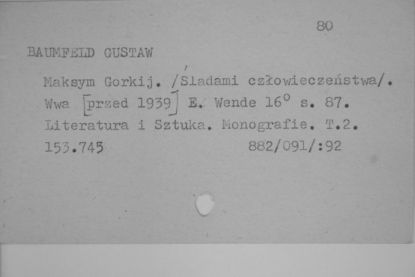 80
BAUMFELD GUSTAW
Maksym Gorkij. /Śladami człowieczeństwa/.
Wwa [przed 1939] E. Wende 16° s. 87.
Literatura i Sztuka. Monografie. T.2.
153.745 882/091/:92